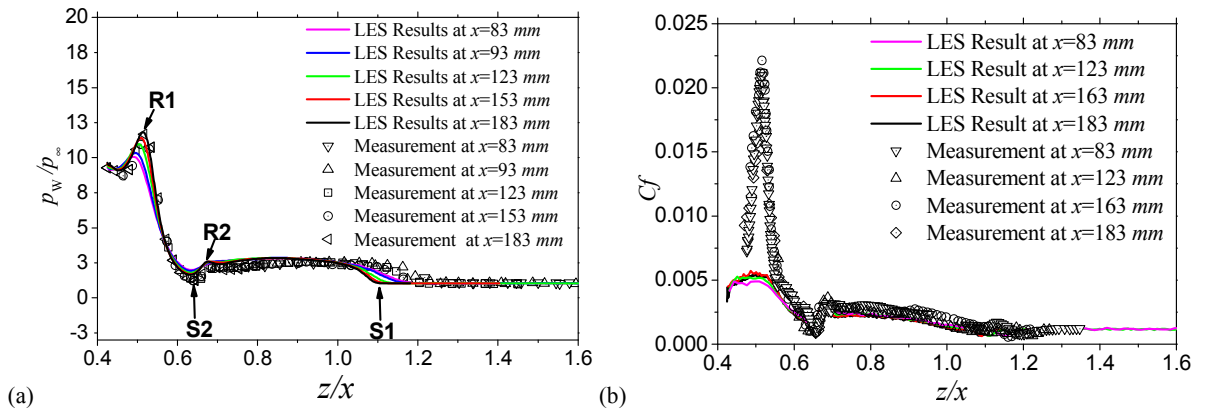 15
13
10
8
5
3
0
-3
p_w/p_∞
0.4 0.6 0.8 1.0 1.2 1.4 1.6
z/x
LES Results at x=83 mm
LES Results at x=93 mm
LES Results at x=123 mm
LES Results at x=153 mm
LES Results at x=183 mm
Measurement at x=83 mm
Measurement at x=93 mm
Measurement at x=123 mm
Measurement at x=153 mm
Measurement at x=183 mm
R1
R2
S2
S1
(a)
0.025
0.020
0.015
0.010
0.005
0.000
Cf
0.4 0.6 0.8 1.0 1.2 1.4 1.6
z/x
LES Result at x=83 mm
LES Result at x=123 mm
LES Result at x=163 mm
LES Result at x=183 mm
Measurement at x=83 mm
Measurement at x=123 mm
Measurement at x=163 mm
Measurement at x=183 mm
(b)